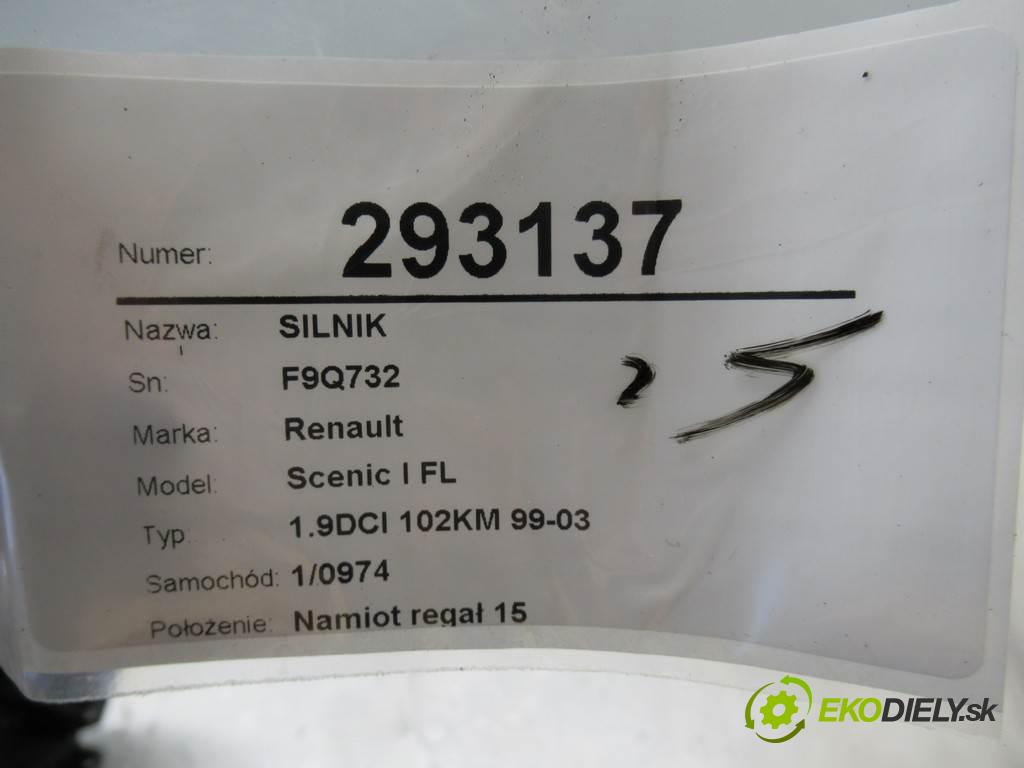 Numer: 293137
Nazwa: SILNIK
Sn: F9Q732
Marka: Renault
Model: Scenic I FL
Typ: 1.9DCI 102KM 99-03
Samochód: 1/0974
Położenie: Namiot regał 15
EKODIELY.sk